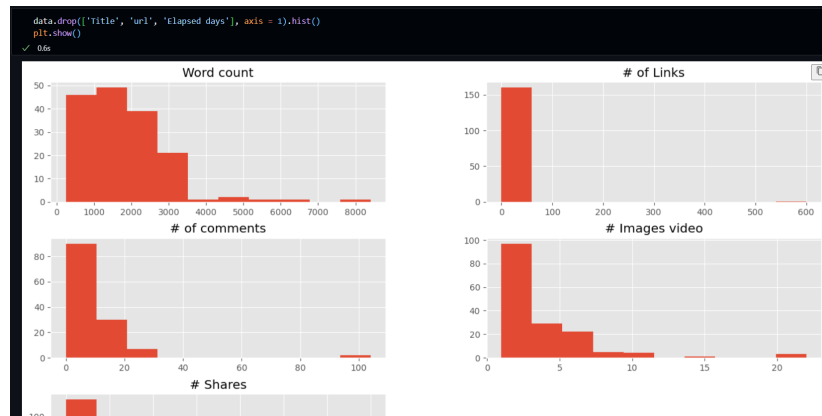 data.drop(['Title', 'url', 'Elapsed days'], axis = 1).hist()
plt.show()
0.6s
Word count
50
40
30
20
10
0
0 1000 2000 3000 4000 5000 6000 7000 8000
# of Links
150
100
50
0
0 100 200 300 400 500 600
# of comments
80
60
40
20
0
0 20 40 60 80 100
# Images video
100
80
60
40
20
0
0 5 10 15 20
# Shares
100